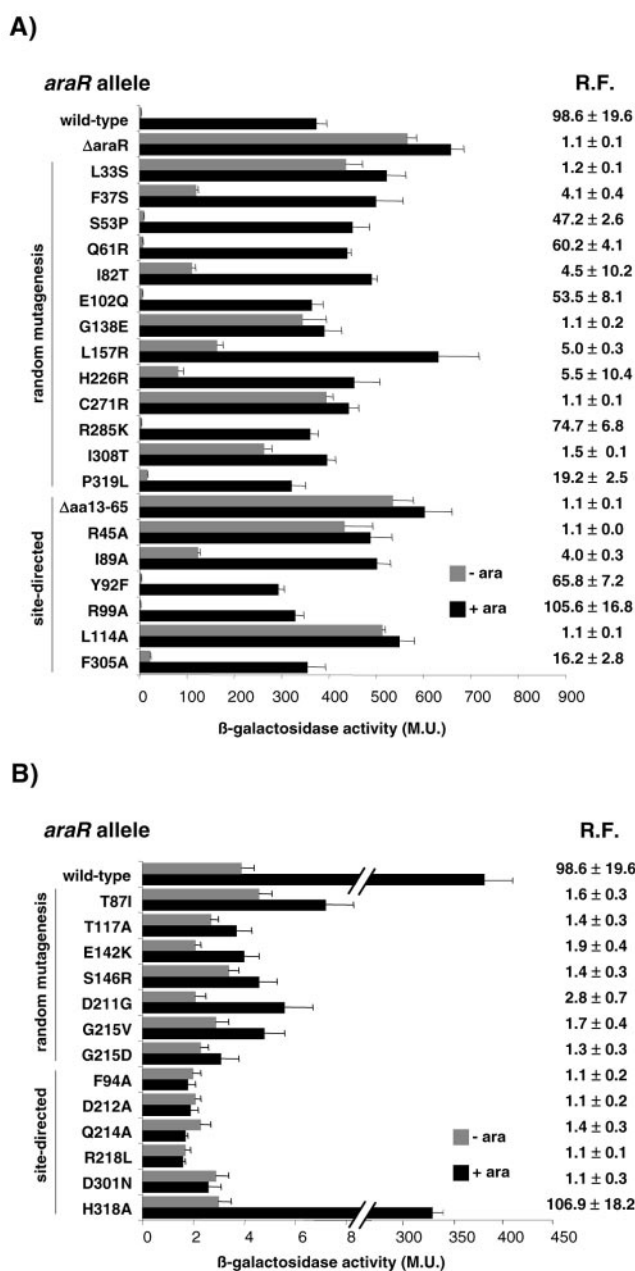 A)
araR allele R.F.
wild-type 98.6 ± 19.6
ΔaraR 1.1 ± 0.1
random mutagenesis
L33S 1.2 ± 0.1
F37S 4.1 ± 0.4
S53P 47.2 ± 2.6
Q61R 60.2 ± 4.1
I82T 4.5 ± 10.2
E102Q 53.5 ± 8.1
G138E 1.1 ± 0.2
L157R 5.0 ± 0.3
H226R 5.5 ± 10.4
C271R 1.1 ± 0.1
R285K 74.7 ± 6.8
I308T 1.5 ± 0.1
P319L 19.2 ± 2.5
site-directed
Δaa13-65 1.1 ± 0.1
R45A 1.1 ± 0.0
I89A 4.0 ± 0.3
Y92F 65.8 ± 7.2
R99A 105.6 ± 16.8
L114A 1.1 ± 0.1
F305A 16.2 ± 2.8
- ara
+ ara
0 100 200 300 400 500 600 700 800 900
ß-galactosidase activity (M.U.)
B)
araR allele R.F.
wild-type 98.6 ± 19.6
random mutagenesis
T87I 1.6 ± 0.3
T117A 1.4 ± 0.3
E142K 1.9 ± 0.4
S146R 1.4 ± 0.3
D211G 2.8 ± 0.7
G215V 1.7 ± 0.4
G215D 1.3 ± 0.3
site-directed
F94A 1.1 ± 0.2
D212A 1.1 ± 0.2
Q214A 1.4 ± 0.3
R218L 1.1 ± 0.1
D301N 1.1 ± 0.3
H318A 106.9 ± 18.2
- ara
+ ara
0 2 4 6 8 300 350 400 450
ß-galactosidase activity (M.U.)